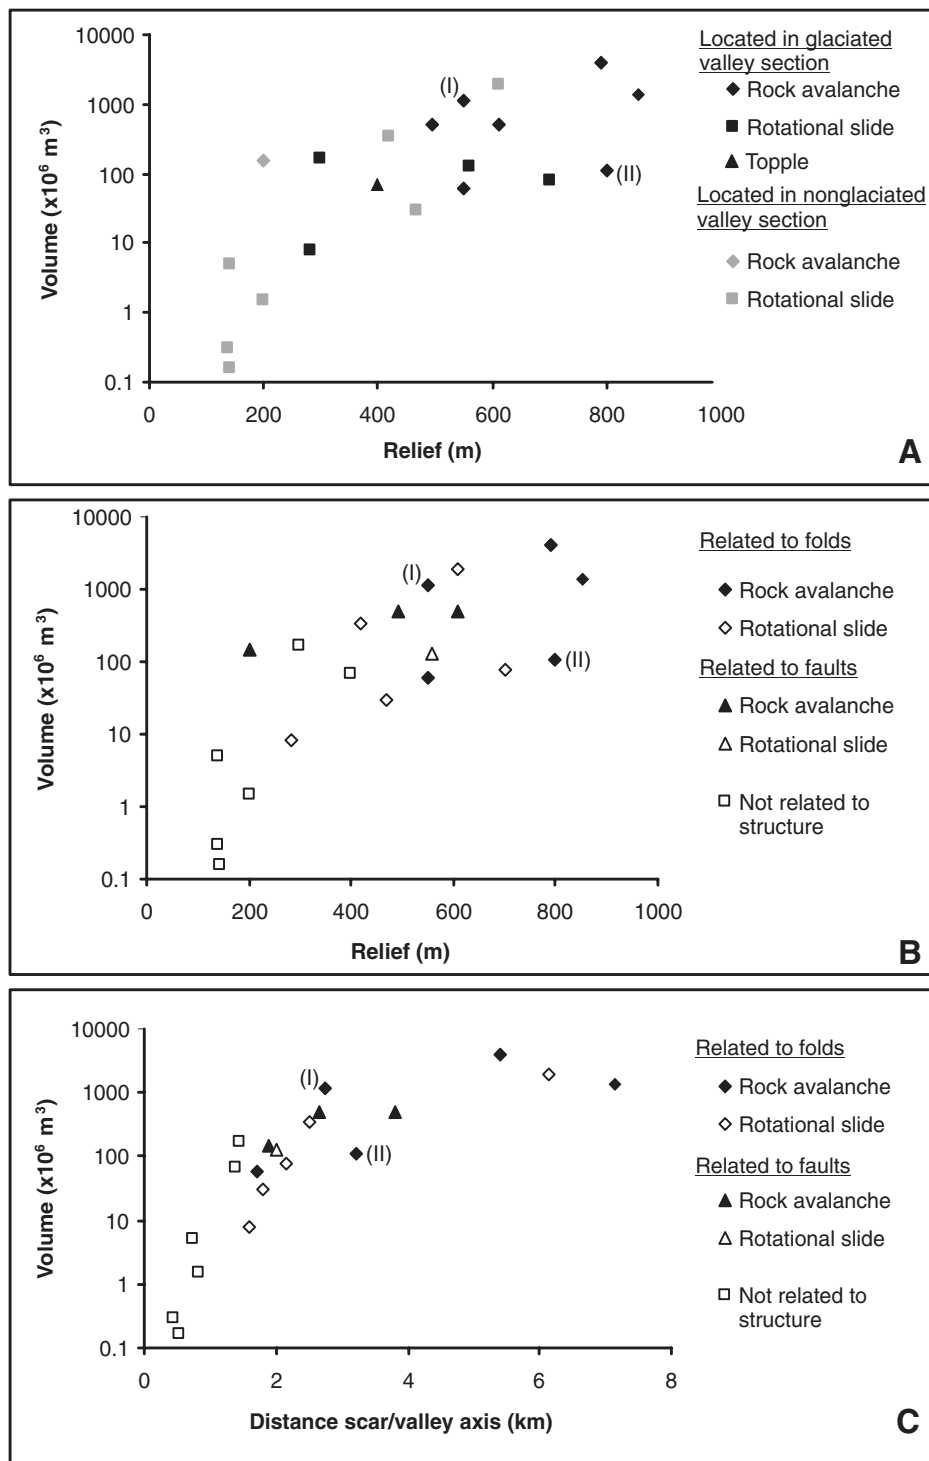 10000
1000
100
10
1
0.1
Volume (x10⁶ m³)
0 200 400 600 800 1000
Relief (m)
(I)
(II)
Located in glaciated
valley section
Rock avalanche
Rotational slide
Topple
Located in nonglaciated
valley section
Rock avalanche
Rotational slide
A
10000
1000
100
10
1
0.1
Volume (x10⁶ m³)
0 200 400 600 800 1000
Relief (m)
(I)
(II)
Related to folds
Rock avalanche
Rotational slide
Related to faults
Rock avalanche
Rotational slide
Not related to
structure
B
10000
1000
100
10
1
0.1
Volume (x10⁶ m³)
0 2 4 6 8
Distance scar/valley axis (km)
(I)
(II)
Related to folds
Rock avalanche
Rotational slide
Related to faults
Rock avalanche
Rotational slide
Not related to
structure
C